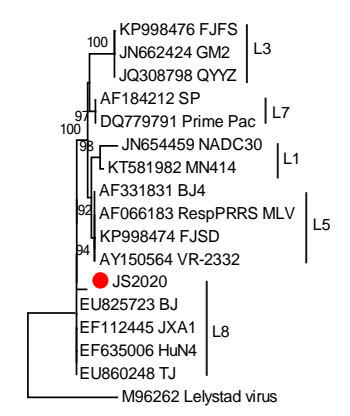 KP998476 FJFS
100
JN662424 GM2
L3
JQ308798 QYYZ
AF184212 SP
L7
97
DQ779791 Prime Pac
100
JN654459 NADC30
93
L1
KT581982 MN414
AF331831 BJ4
92
AF066183 RespPRRS MLV
L5
KP998474 FJSD
94
AY150564 VR-2332
JS2020
EU825723 BJ
EF112445 JXA1
L8
EF635006 HuN4
EU860248 TJ
M96262 Lelystad virus